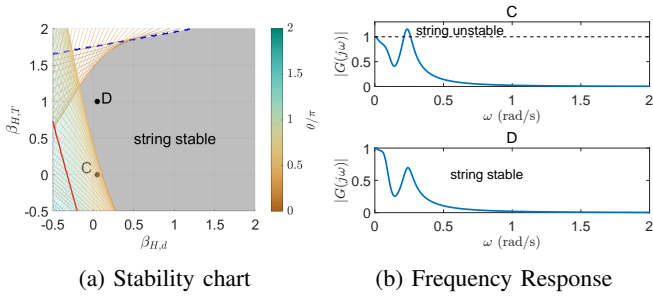 2
1.5
1
0.5
0
-0.5
β_{H,T}
-0.5 0 0.5 1 1.5 2
β_{H,d}
D
C
string stable
2
1.5
1
0.5
0
θ/π
(a) Stability chart
C
1
0.5
0
|G(jω)|
string unstable
0 0.5 1 1.5 2
ω (rad/s)
D
1
0.5
0
|G(jω)|
string stable
0 0.5 1 1.5 2
ω (rad/s)
(b) Frequency Response